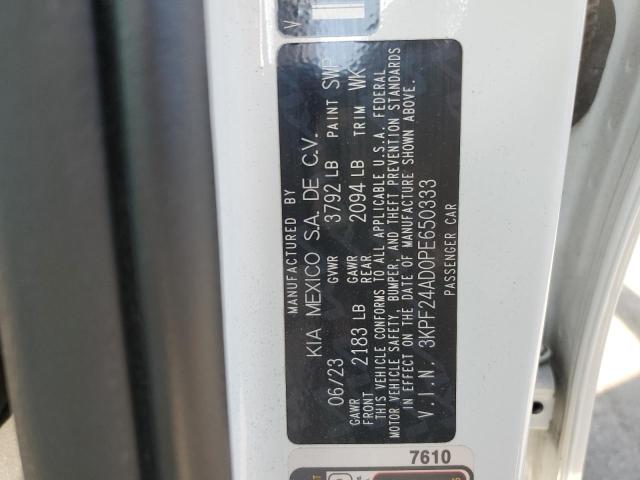 MANUFACTURED BY
KIA MEXICO S.A. DE C.V.
06/23 GVWR 3792 LB PAINT SWP
GAWR FRONT 2183 LB GAWR REAR 2094 LB TRIM WK
THIS VEHICLE CONFORMS TO ALL APPLICABLE U.S.A. FEDERAL
MOTOR VEHICLE SAFETY, BUMPER, AND THEFT PREVENTION STANDARDS
IN EFFECT ON THE DATE OF MANUFACTURE SHOWN ABOVE.
V.I.N. 3KPF24AD0PE650333
PASSENGER CAR
7610